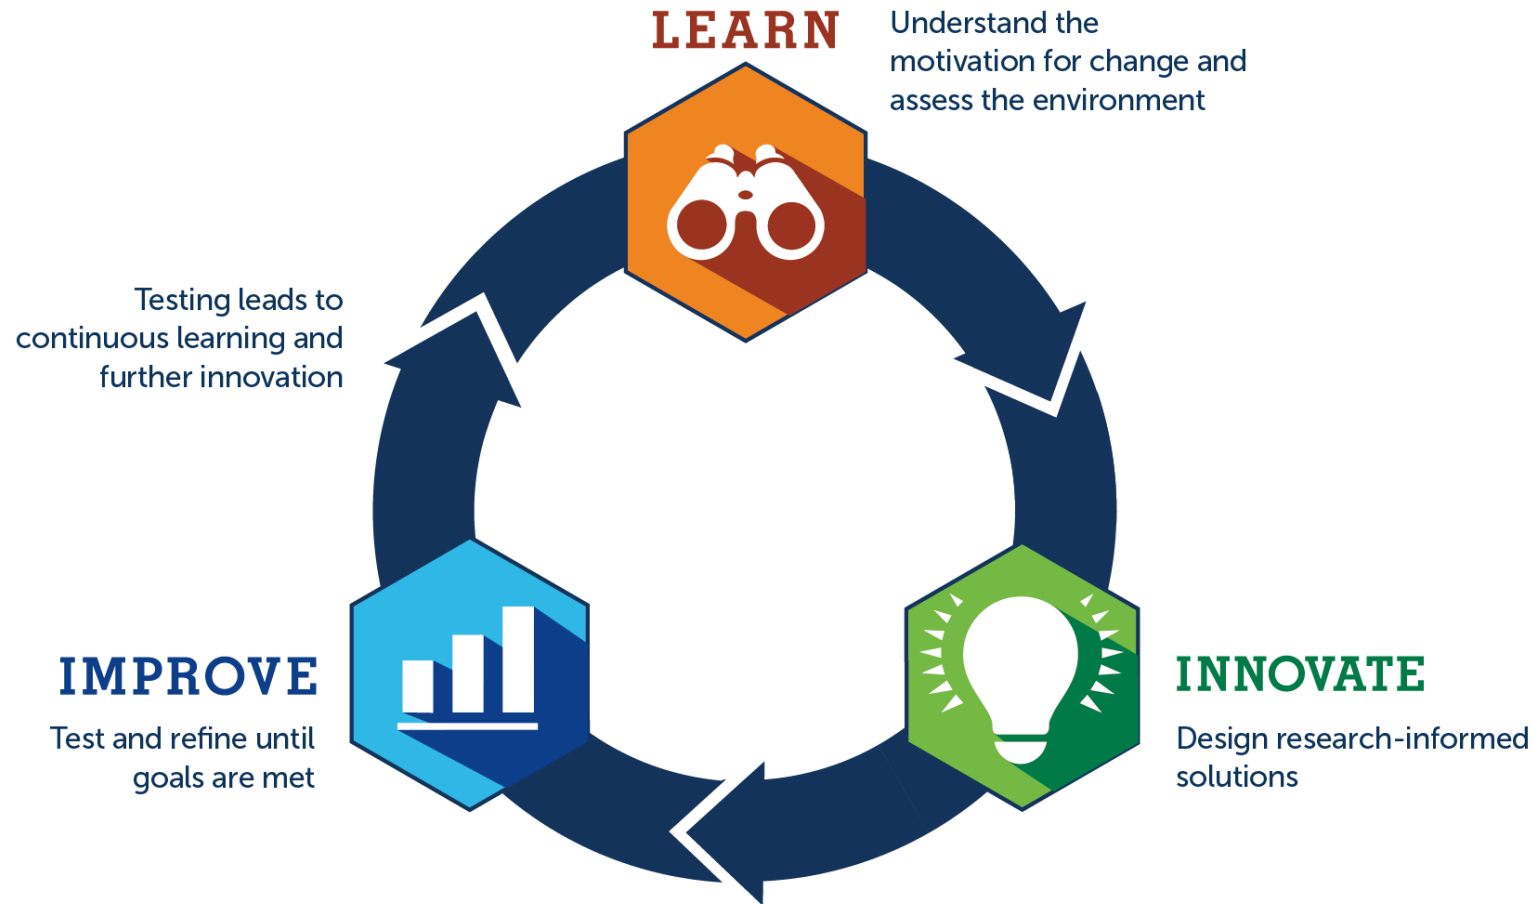 LEARN
Understand the
motivation for change and
assess the environment
Testing leads to
continuous learning and
further innovation
IMPROVE
Test and refine until
goals are met
INNOVATE
Design research-informed
solutions